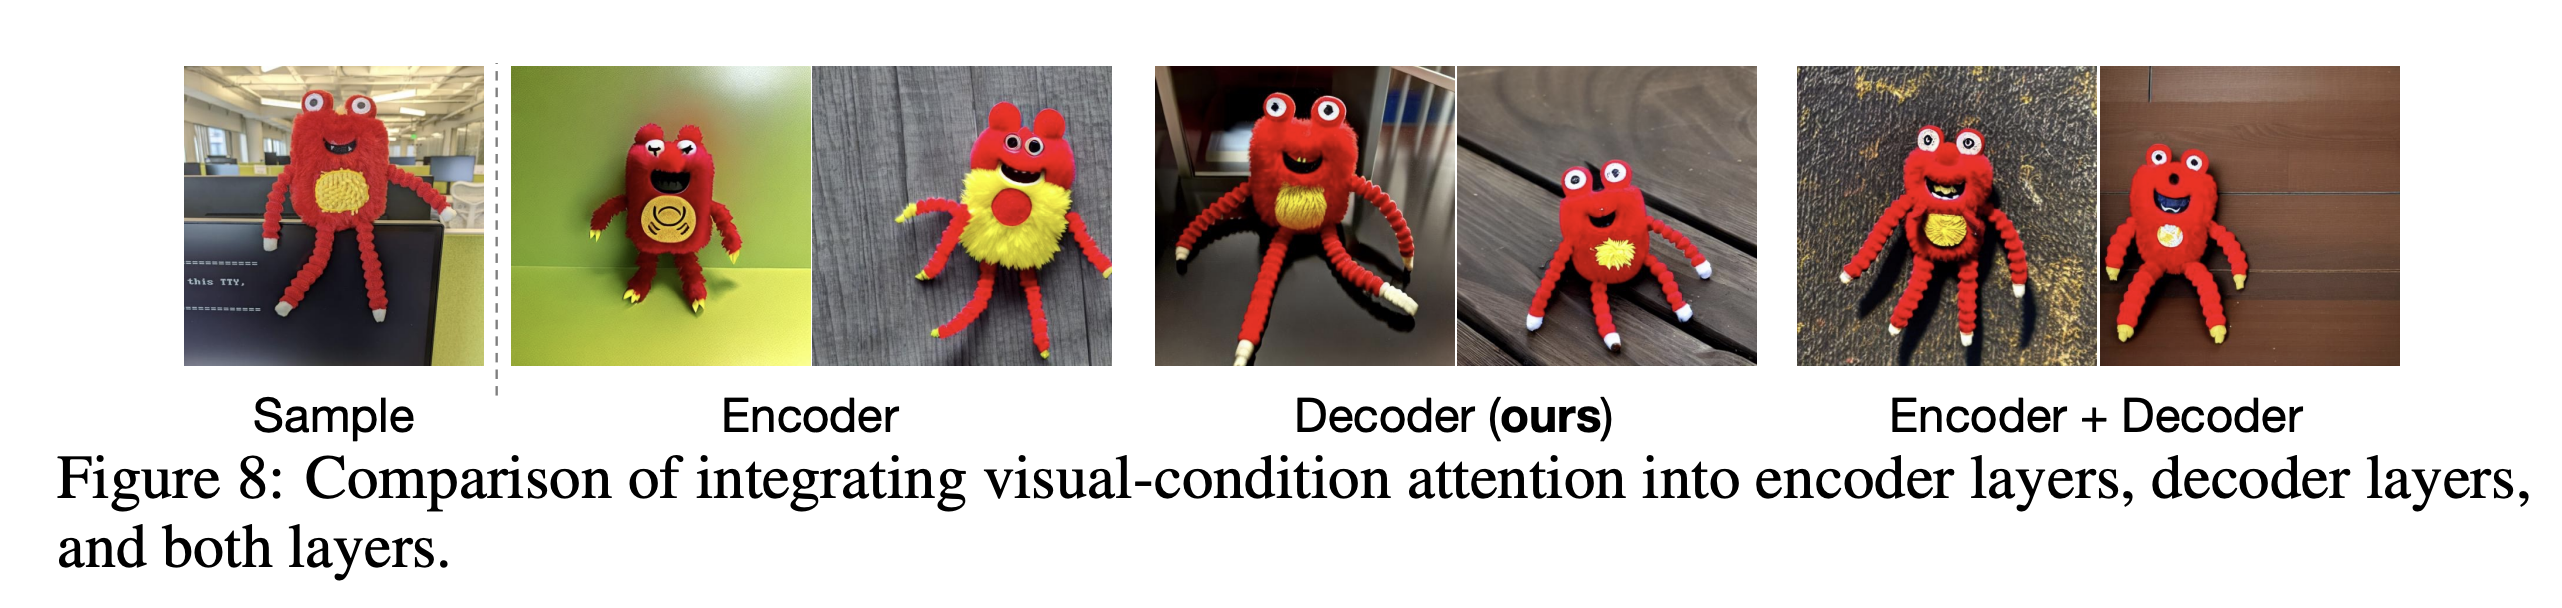 this TTY,
Sample
Encoder
Decoder (ours)
Encoder + Decoder
Figure 8: Comparison of integrating visual-condition attention into encoder layers, decoder layers,
and both layers.